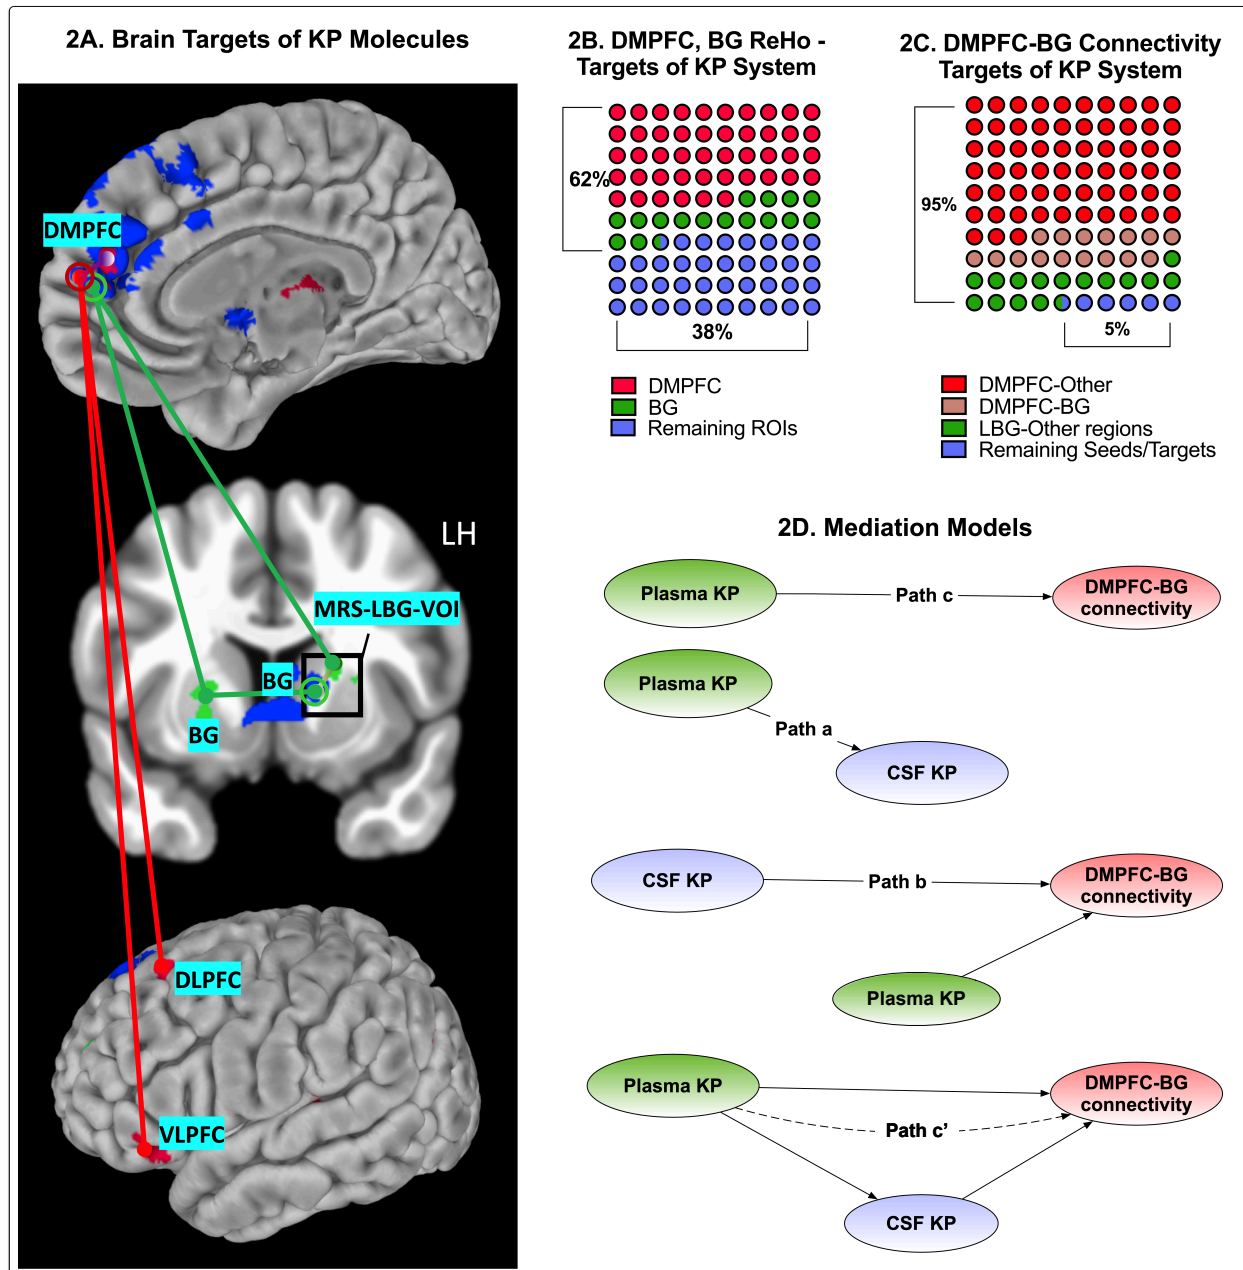 2A. Brain Targets of KP Molecules
DMPFC
LH
MRS-LBG-VOI
BG
BG
DLPFC
VLPFC
2B. DMPFC, BG ReHo -
Targets of KP System
62%
38%
DMPFC
BG
Remaining ROIs
2C. DMPFC-BG Connectivity
Targets of KP System
95%
5%
DMPFC-Other
DMPFC-BG
LBG-Other regions
Remaining Seeds/Targets
2D. Mediation Models
Plasma KP
Path c
DMPFC-BG
connectivity
Plasma KP
Path a
CSF KP
CSF KP
Path b
DMPFC-BG
connectivity
Plasma KP
Plasma KP
DMPFC-BG
connectivity
Path c’
CSF KP